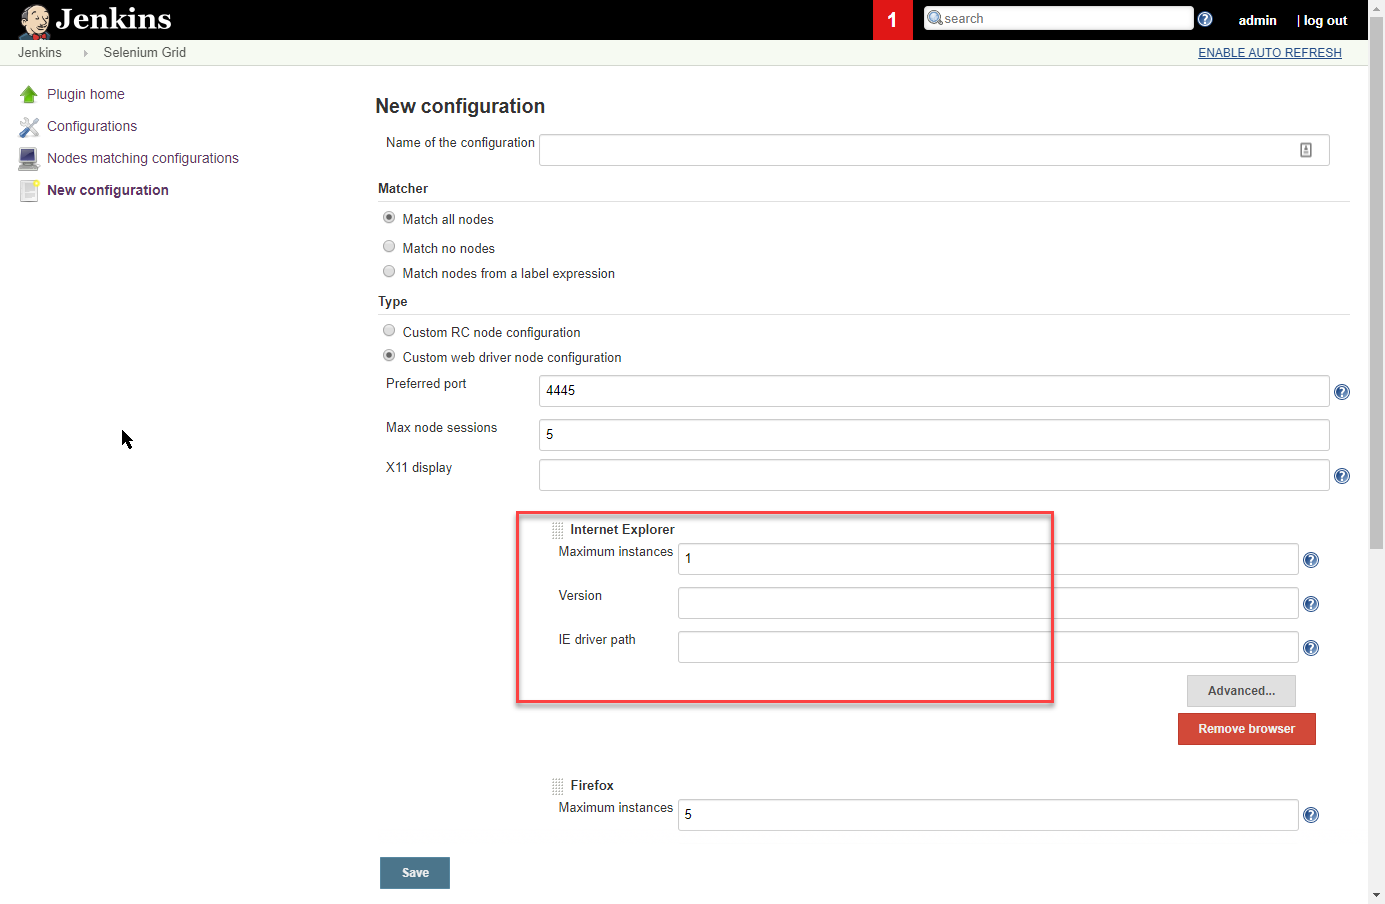 Jenkins
1
search
admin
| log out
Jenkins
Selenium Grid
ENABLE AUTO REFRESH
Plugin home
Configurations
Nodes matching configurations
New configuration
New configuration
Name of the configuration
Matcher
Match all nodes
Match no nodes
Match nodes from a label expression
Type
Custom RC node configuration
Custom web driver node configuration
Preferred port
4445
Max node sessions
5
X11 display
Internet Explorer
Maximum instances
1
Version
IE driver path
Advanced...
Remove browser
Firefox
Maximum instances
5
Save